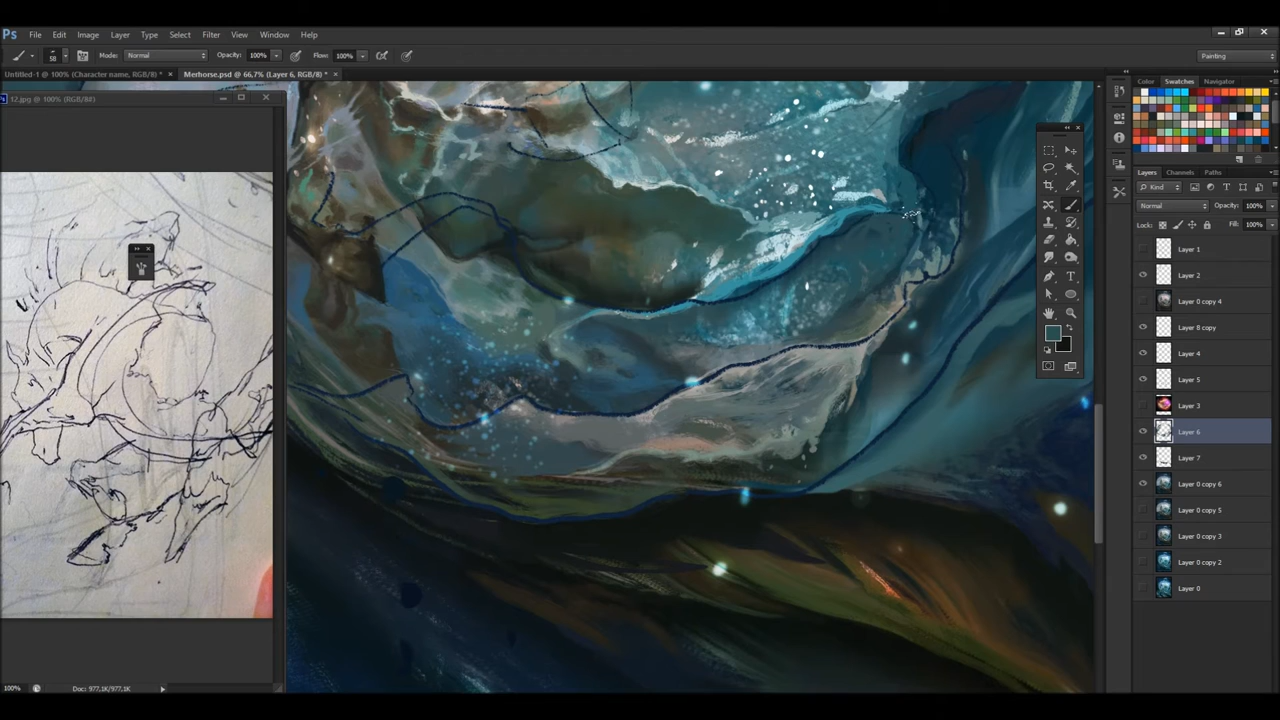 Ps File Edit Image Layer Type Select Filter View Window Help
58 Mode: Normal Opacity: 100% Flow: 100% Painting
Untitled-1 @ 100% (Character name, RGB/8) * × Merhorse.psd @ 66,7% (Layer 6, RGB/8) * ×
12.jpg @ 100% (RGB/8#)
Color Swatches Navigator
Layers Channels Paths
Kind
Normal Opacity: 100%
Lock: Fill: 100%
Layer 1
Layer 2
Layer 0 copy 4
Layer 8 copy
Layer 4
Layer 5
Layer 3
Layer 6
Layer 7
Layer 0 copy 6
Layer 0 copy 5
Layer 0 copy 3
Layer 0 copy 2
Layer 0
100% Doc: 977,1K/977,1K